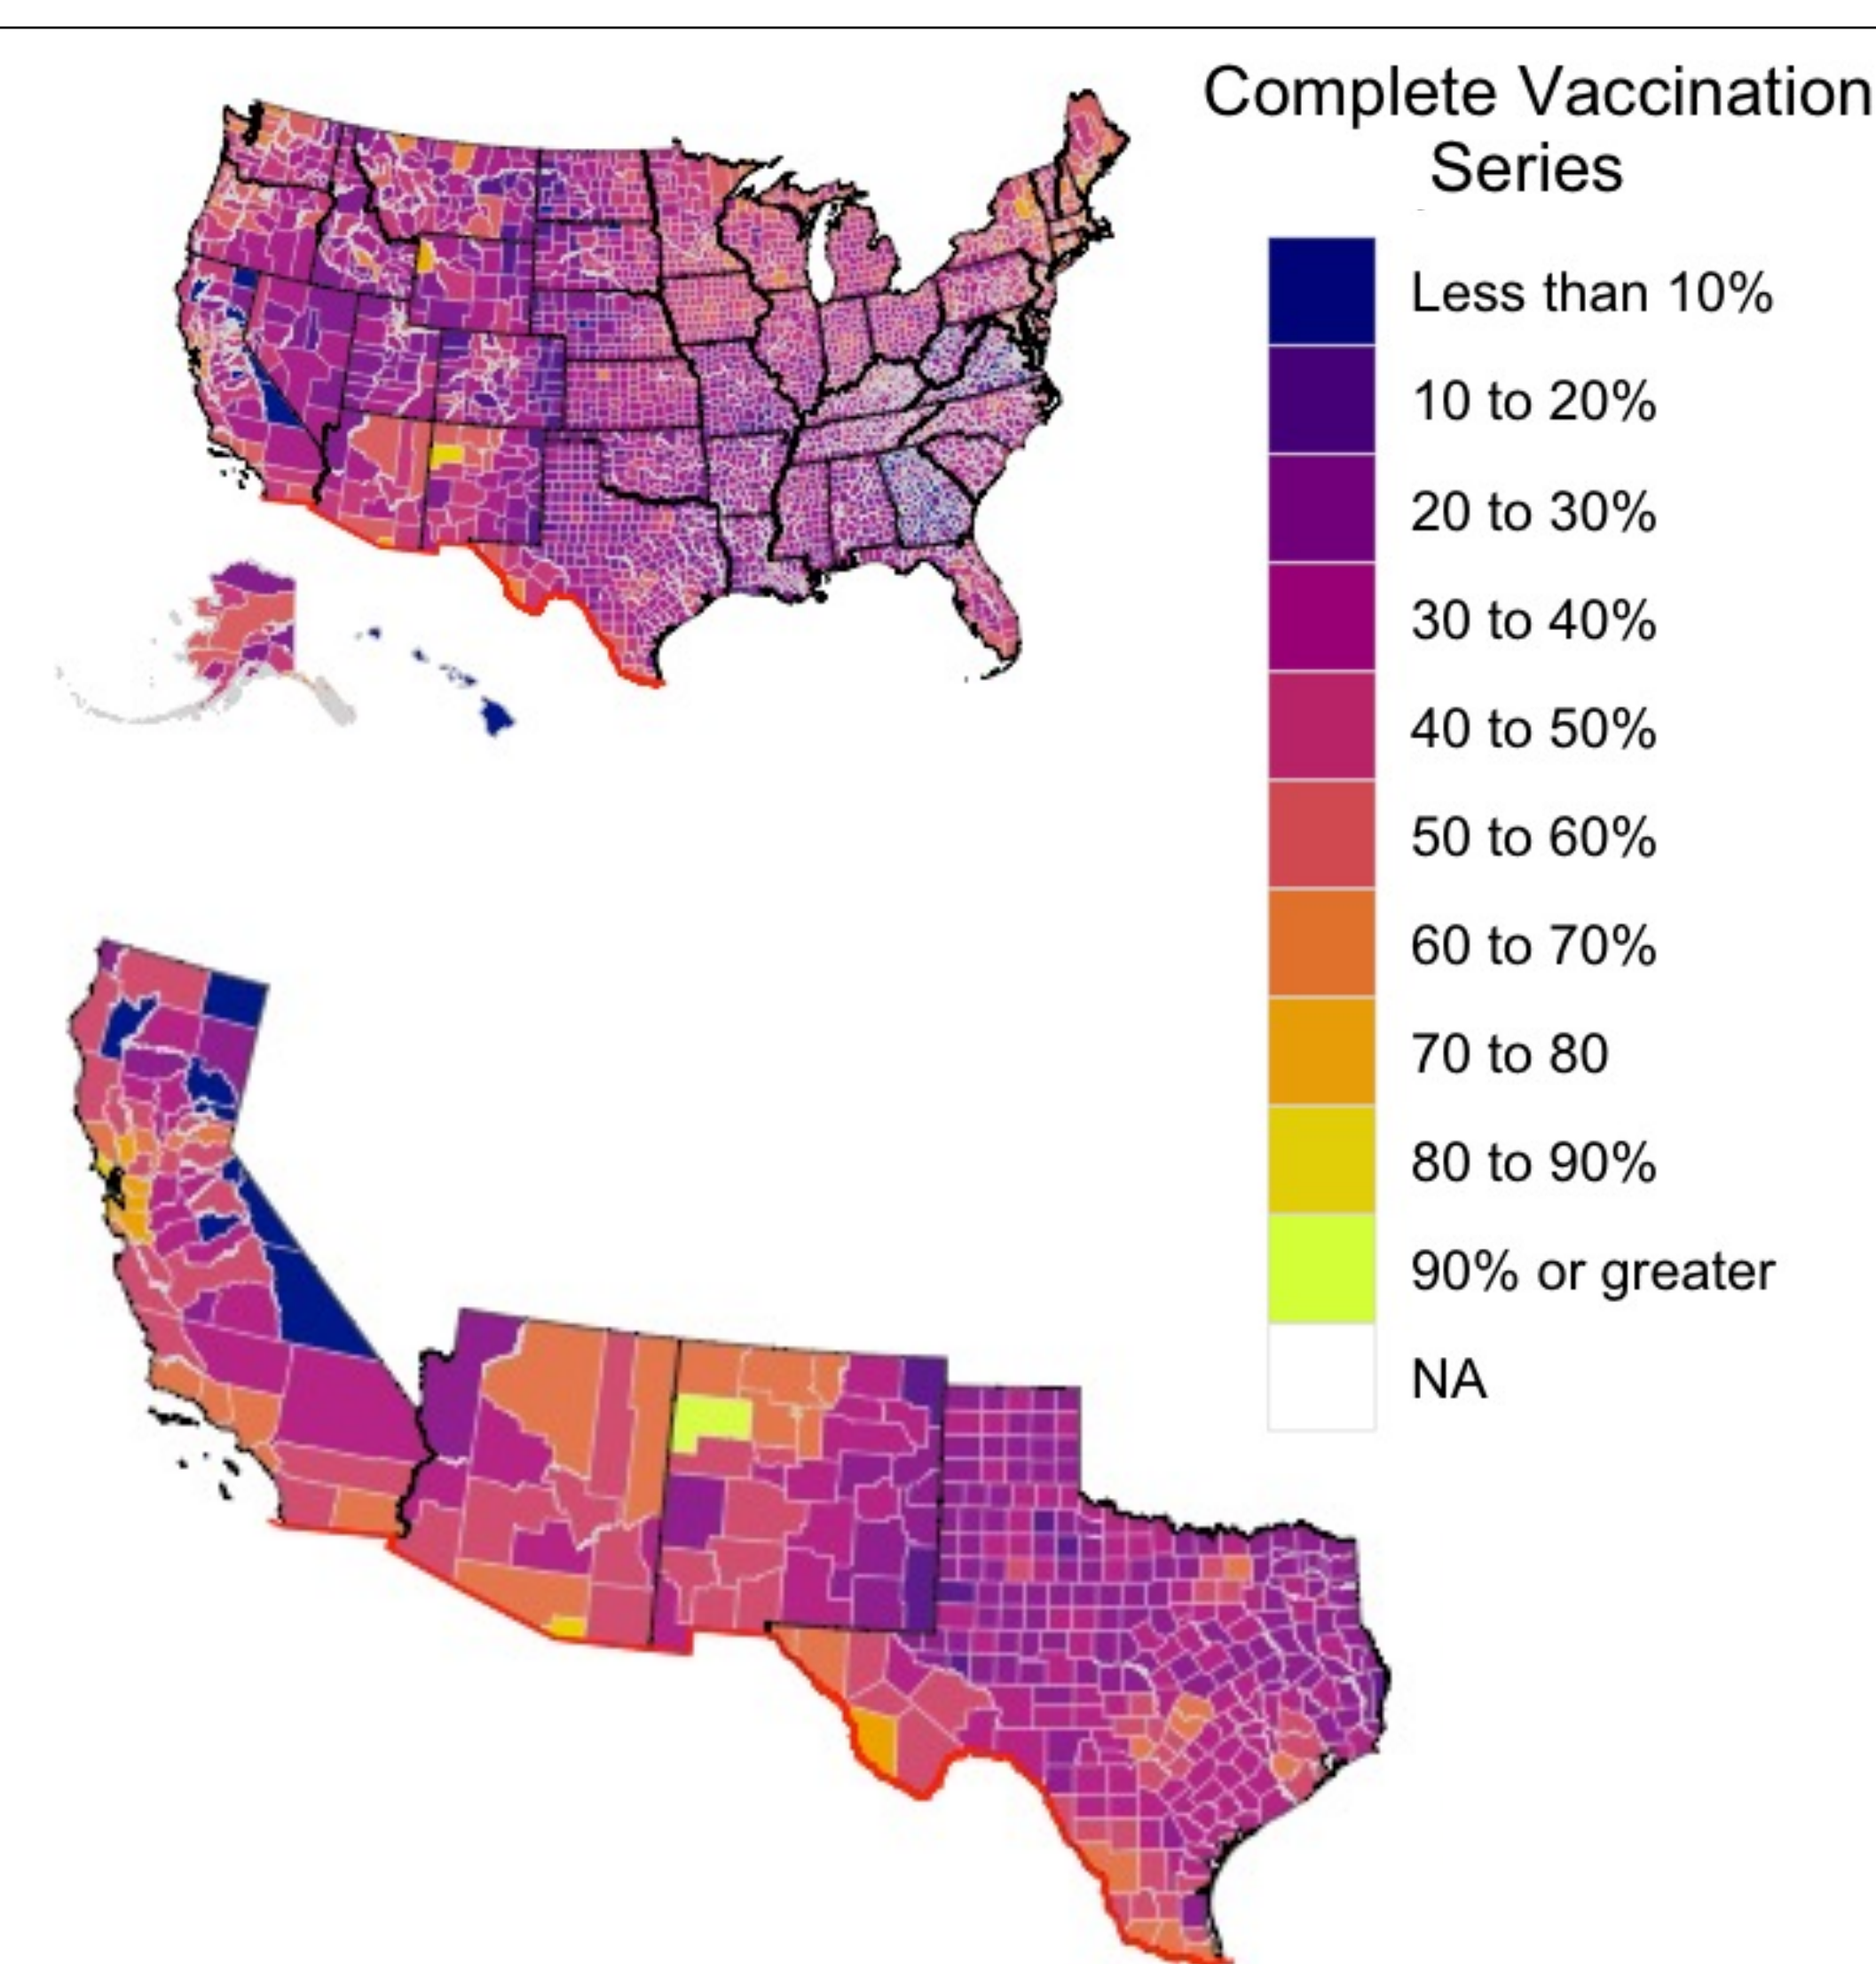 Complete Vaccination
Series
Less than 10%
10 to 20%
20 to 30%
30 to 40%
40 to 50%
50 to 60%
60 to 70%
70 to 80
80 to 90%
90% or greater
NA